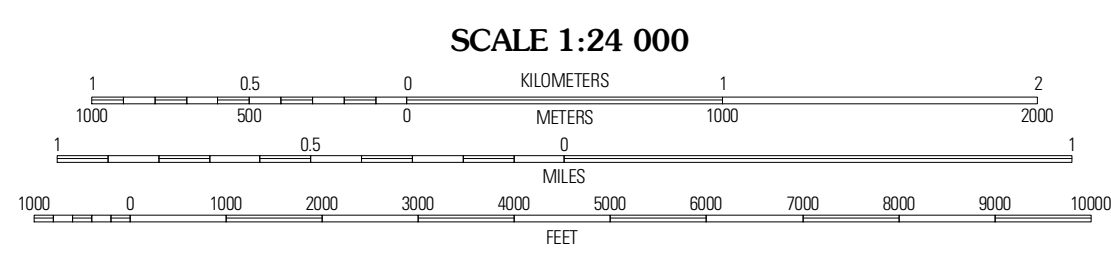 SCALE 1:24 000
1 0.5 0 KILOMETERS 1 2
1000 500 0 METERS 1000 2000
1 0.5 0 1
MILES
1000 0 1000 2000 3000 4000 5000 6000 7000 8000 9000 10000
FEET